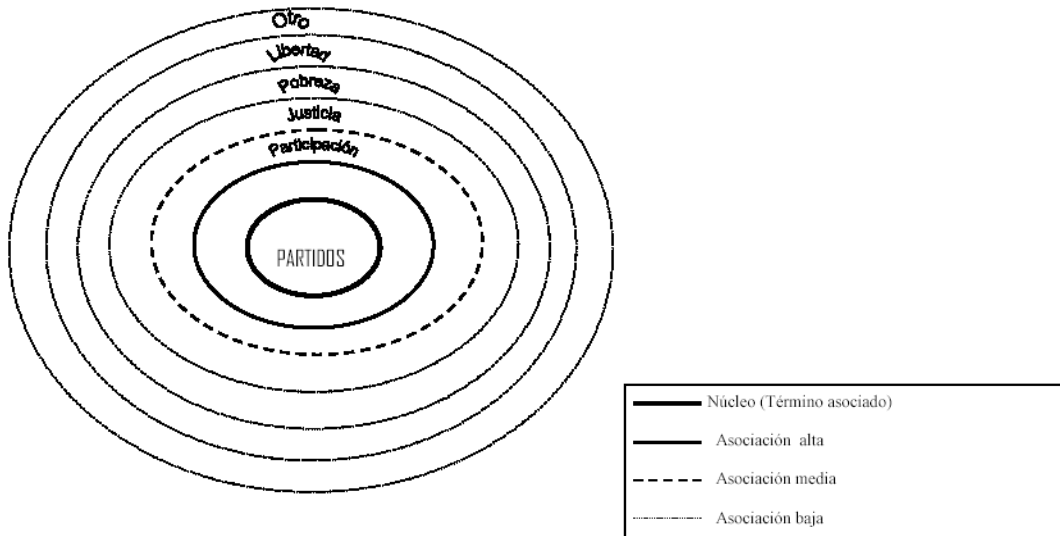 Otro
Libertad
Pobreza
Justicia
Participación
PARTIDOS
Núcleo (Término asociado)
Asociación alta
Asociación media
Asociación baja